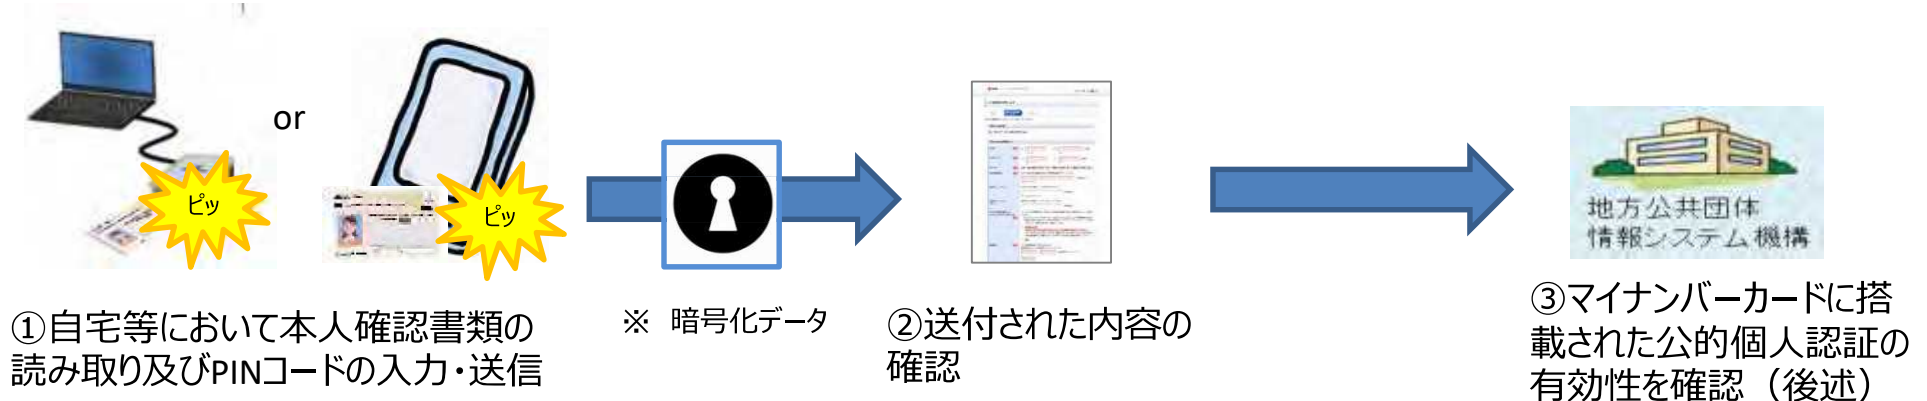 or
ピッ
ピッ
①自宅等において本人確認書類の
読み取り及びPINコードの入力・送信
※ 暗号化データ
②送付された内容の
確認
地方公共団体
情報システム機構
③マイナンバーカードに搭
載された公的個人認証の
有効性を確認（後述）